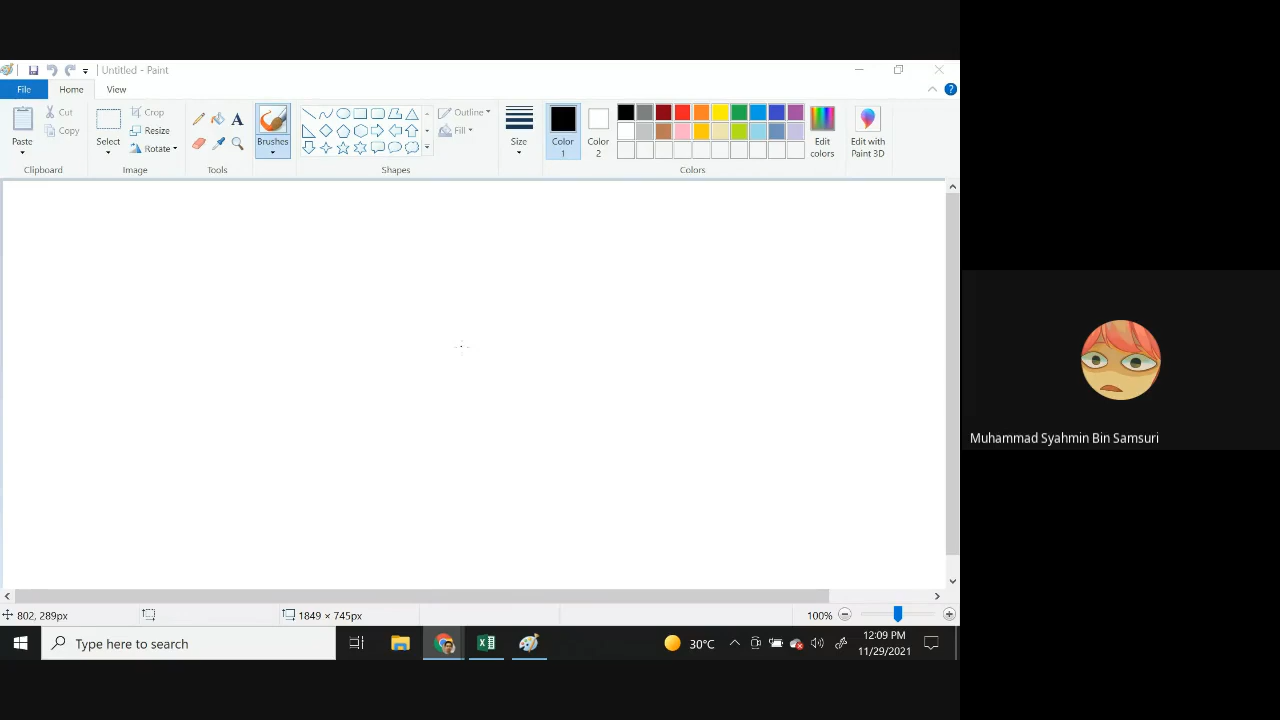 Untitled - Paint
File Home View
Cut
Copy
Paste
Clipboard
Select
Crop
Resize
Rotate
Image
A
Tools
Brushes
Outline
Fill
Shapes
Size
Color
1
Color
2
Edit
colors
Edit with
Paint 3D
Colors
?
802, 289px
1849 × 745px
100%
Type here to search
30°C
12:09 PM
11/29/2021
Muhammad Syahmin Bin Samsuri